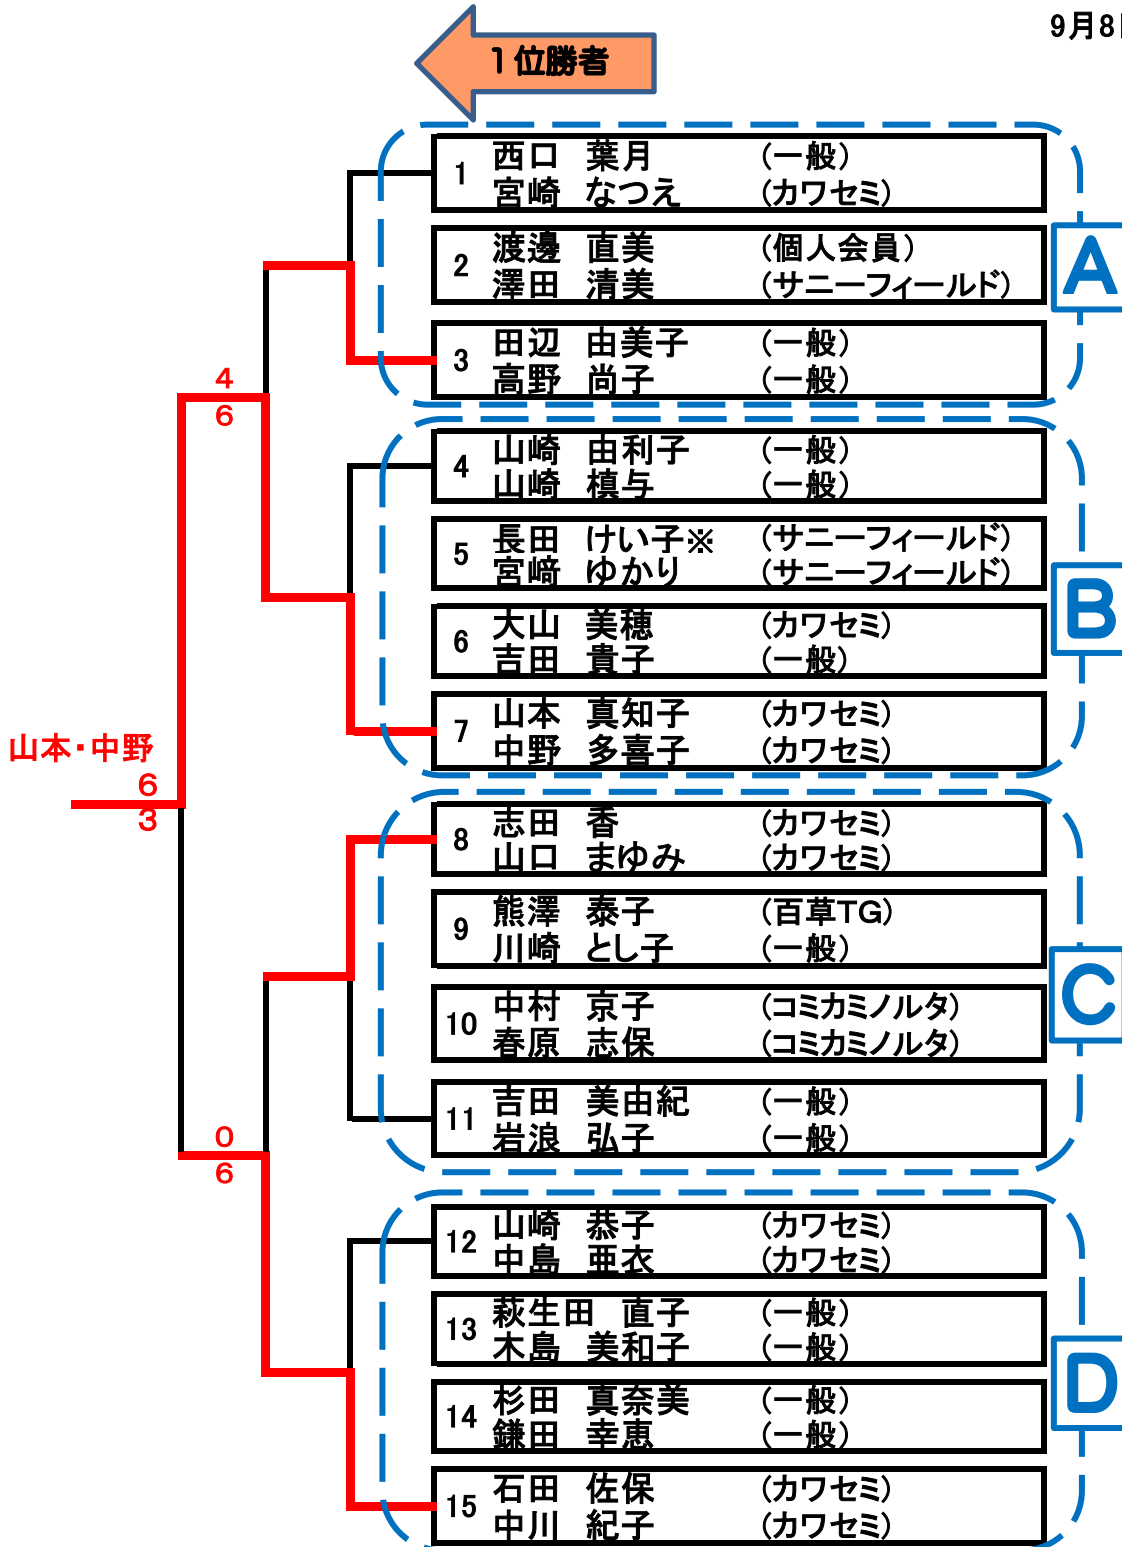 9月8
1位勝者
1 西口 葉月 (一般)
宮崎 なつえ (カワセミ)
2 渡邊 直美 (個人会員)
澤田 清美 (サニーフィールド)
A
3 田辺 由美子 (一般)
高野 尚子 (一般)
4
6
4 山崎 由利子 (一般)
山崎 槙与 (一般)
5 長田 けい子※ (サニーフィールド)
宮﨑 ゆかり (サニーフィールド)
B
6 大山 美穂 (カワセミ)
吉田 貴子 (一般)
7 山本 真知子 (カワセミ)
中野 多喜子 (カワセミ)
山本・中野
6
3
8 志田 香 (カワセミ)
山口 まゆみ (カワセミ)
9 熊澤 泰子 (百草TG)
川崎 とし子 (一般)
C
10 中村 京子 (コミカミノルタ)
春原 志保 (コミカミノルタ)
11 吉田 美由紀 (一般)
岩浪 弘子 (一般)
0
6
12 山崎 恭子 (カワセミ)
中島 亜衣 (カワセミ)
13 萩生田 直子 (一般)
木島 美和子 (一般)
D
14 杉田 真奈美 (一般)
鎌田 幸恵 (一般)
15 石田 佐保 (カワセミ)
中川 紀子 (カワセミ)